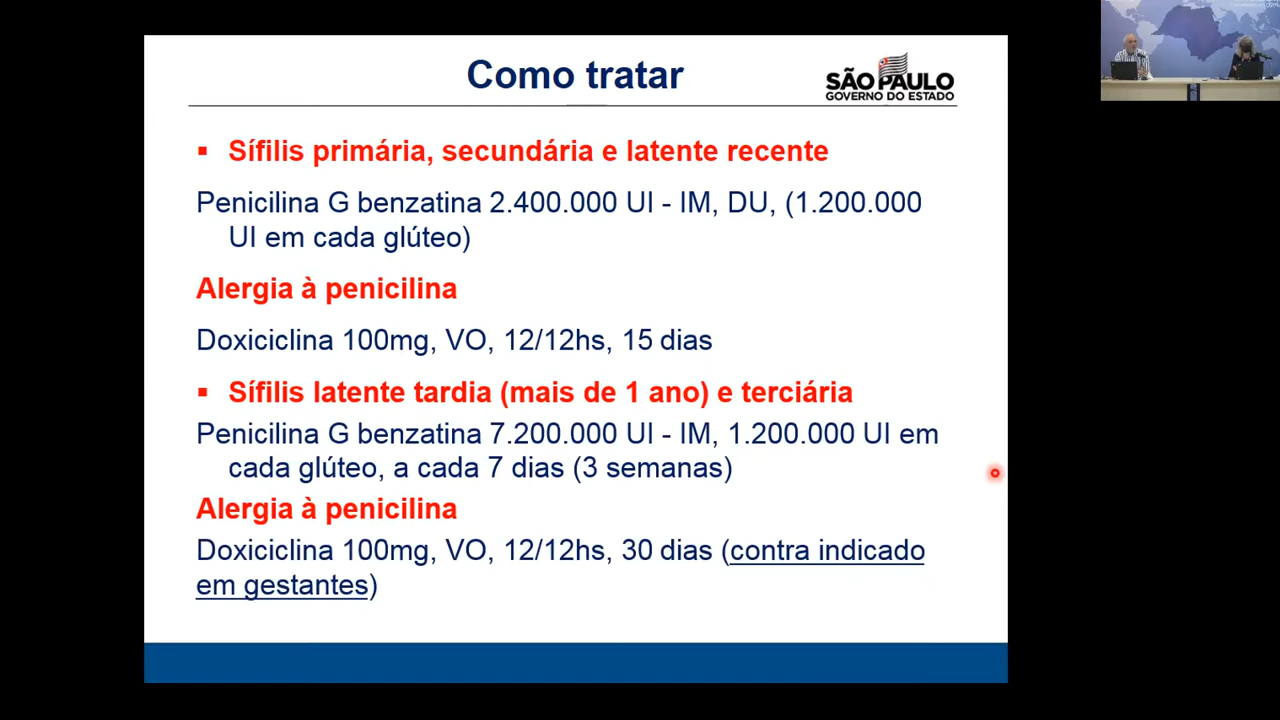 Como tratar
SÃO PAULO
GOVERNO DO ESTADO
▪ Sífilis primária, secundária e latente recente
Penicilina G benzatina 2.400.000 UI - IM, DU, (1.200.000
UI em cada glúteo)
Alergia à penicilina
Doxiciclina 100mg, VO, 12/12hs, 15 dias
▪ Sífilis latente tardia (mais de 1 ano) e terciária
Penicilina G benzatina 7.200.000 UI - IM, 1.200.000 UI em
cada glúteo, a cada 7 dias (3 semanas)
Alergia à penicilina
Doxiciclina 100mg, VO, 12/12hs, 30 dias (contra indicado
em gestantes)